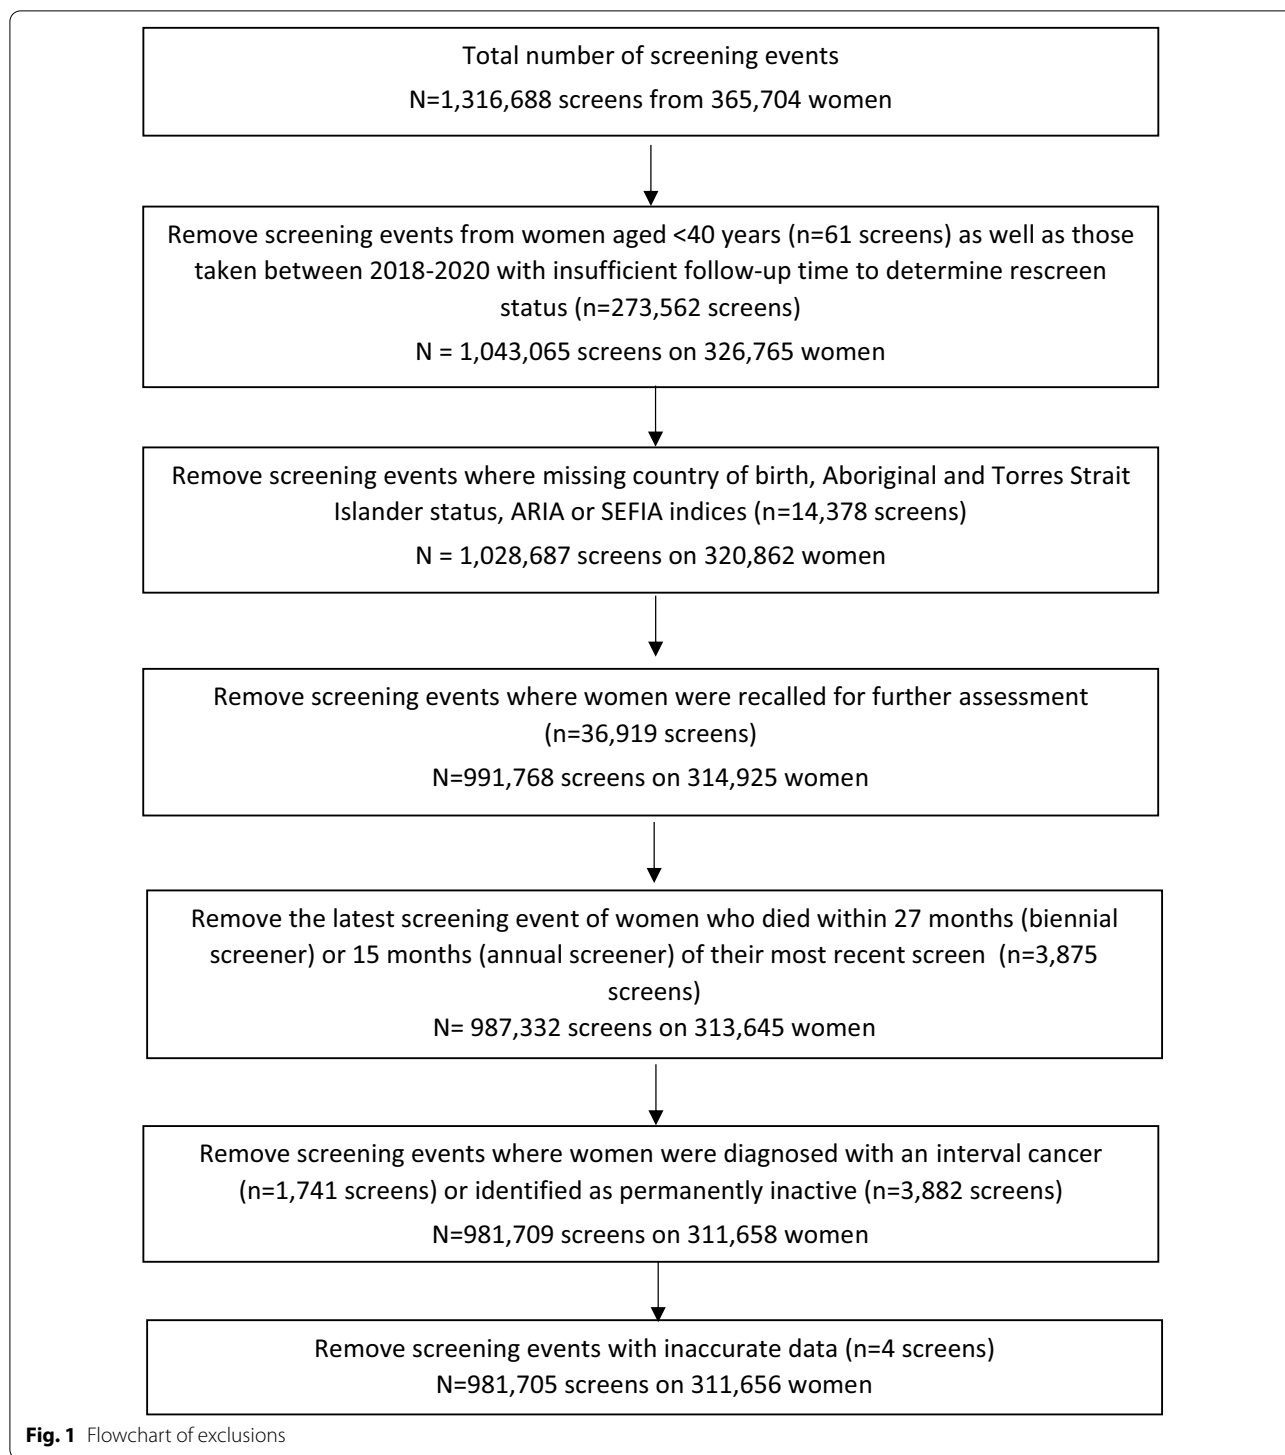 Total number of screening events
N=1,316,688 screens from 365,704 women
Remove screening events from women aged <40 years (n=61 screens) as well as those
taken between 2018-2020 with insufficient follow-up time to determine rescreen
status (n=273,562 screens)
N = 1,043,065 screens on 326,765 women
Remove screening events where missing country of birth, Aboriginal and Torres Strait
Islander status, ARIA or SEFIA indices (n=14,378 screens)
N = 1,028,687 screens on 320,862 women
Remove screening events where women were recalled for further assessment
(n=36,919 screens)
N=991,768 screens on 314,925 women
Remove the latest screening event of women who died within 27 months (biennial
screener) or 15 months (annual screener) of their most recent screen (n=3,875
screens)
N= 987,332 screens on 313,645 women
Remove screening events where women were diagnosed with an interval cancer
(n=1,741 screens) or identified as permanently inactive (n=3,882 screens)
N=981,709 screens on 311,658 women
Remove screening events with inaccurate data (n=4 screens)
N=981,705 screens on 311,656 women
Fig. 1 Flowchart of exclusions